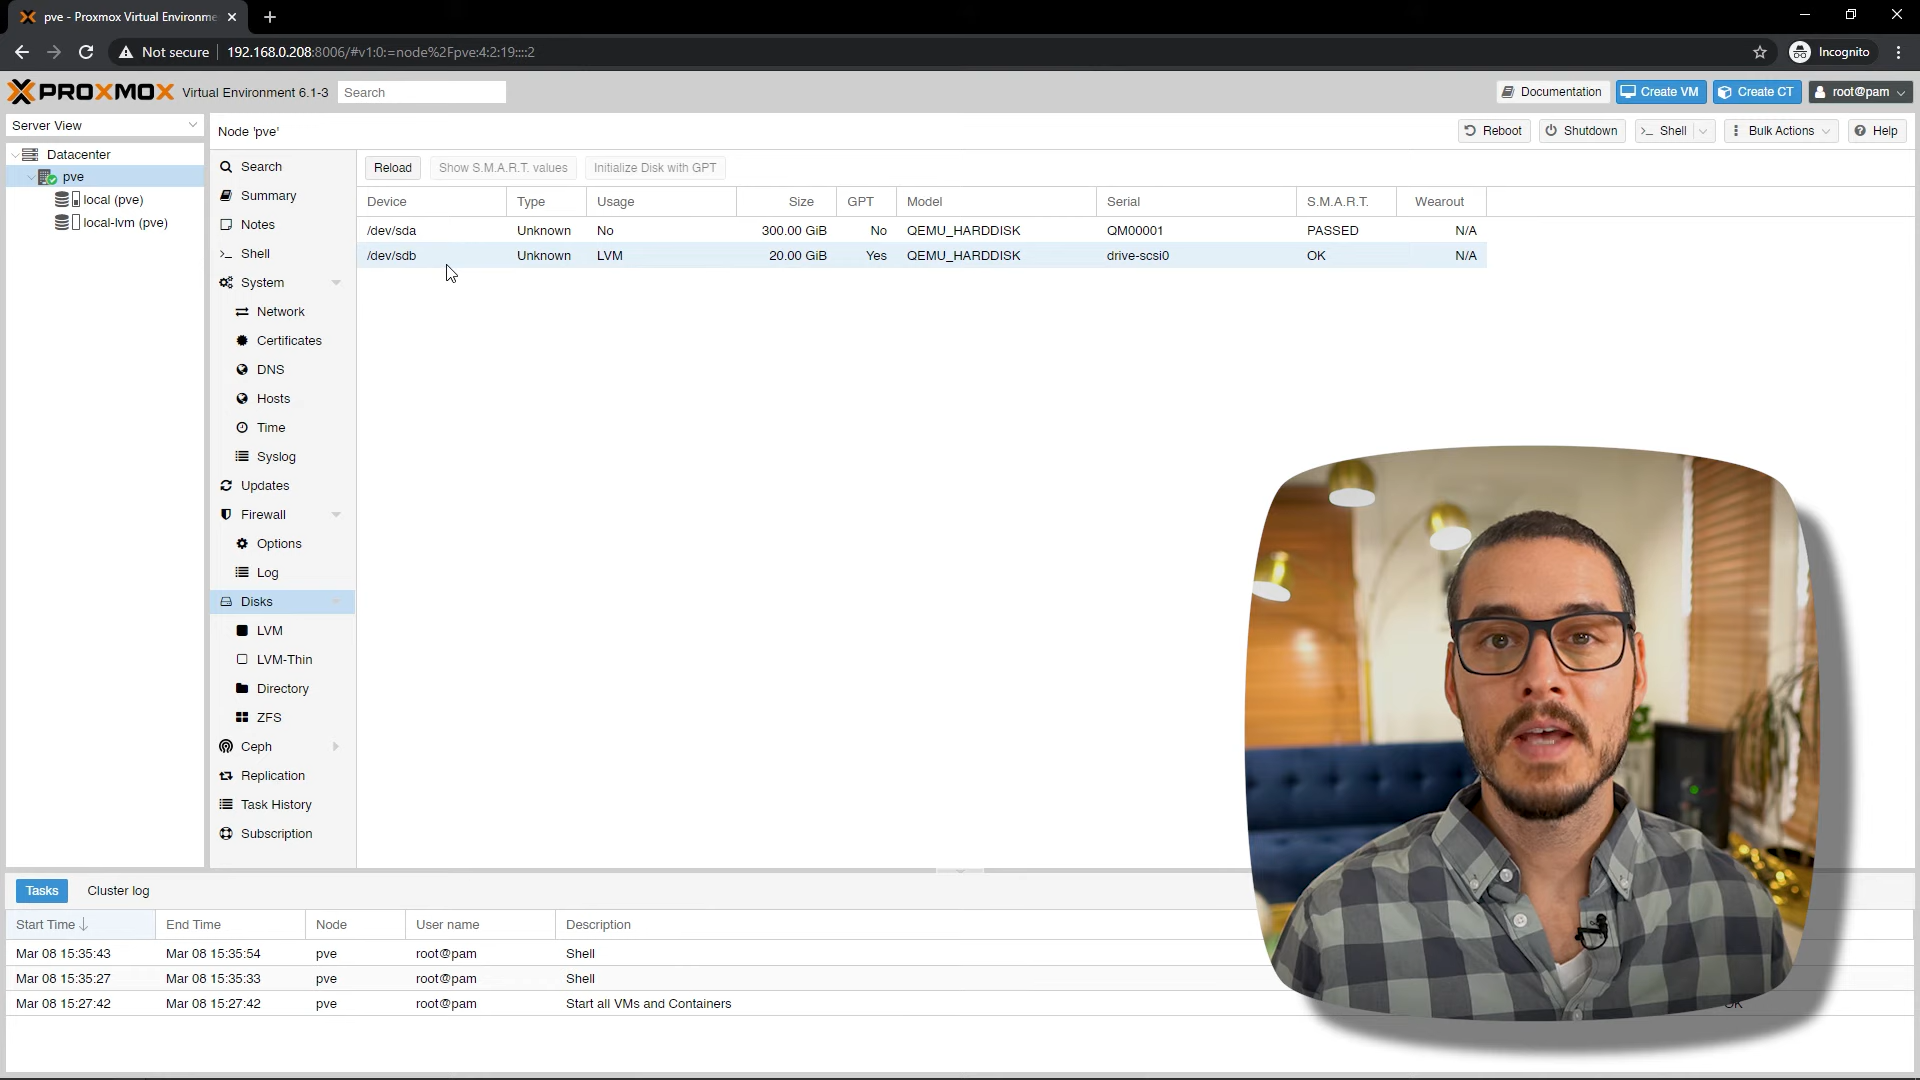 pve - Proxmox Virtual Environme
Not secure 192.168.0.208:8006/#v1:0:=node%2Fpve:4:2:19::::2 Incognito
PROXMOX Virtual Environment 6.1-3 Search Documentation Create VM Create CT root@pam
Server View
Node 'pve' Reboot Shutdown Shell Bulk Actions Help
Datacenter
pve
local (pve)
local-lvm (pve)
Search
Summary
Notes
Shell
System
Network
Certificates
DNS
Hosts
Time
Syslog
Updates
Firewall
Options
Log
Disks
LVM
LVM-Thin
Directory
ZFS
Ceph
Replication
Task History
Subscription
Reload Show S.M.A.R.T. values Initialize Disk with GPT
Device Type Usage Size GPT Model Serial S.M.A.R.T. Wearout
/dev/sda Unknown No 300.00 GiB No QEMU_HARDDISK QM00001 PASSED N/A
/dev/sdb Unknown LVM 20.00 GiB Yes QEMU_HARDDISK drive-scsi0 OK N/A
Tasks Cluster log
Start Time End Time Node User name Description
Mar 08 15:35:43 Mar 08 15:35:54 pve root@pam Shell
Mar 08 15:35:27 Mar 08 15:35:33 pve root@pam Shell
Mar 08 15:27:42 Mar 08 15:27:42 pve root@pam Start all VMs and Containers OK